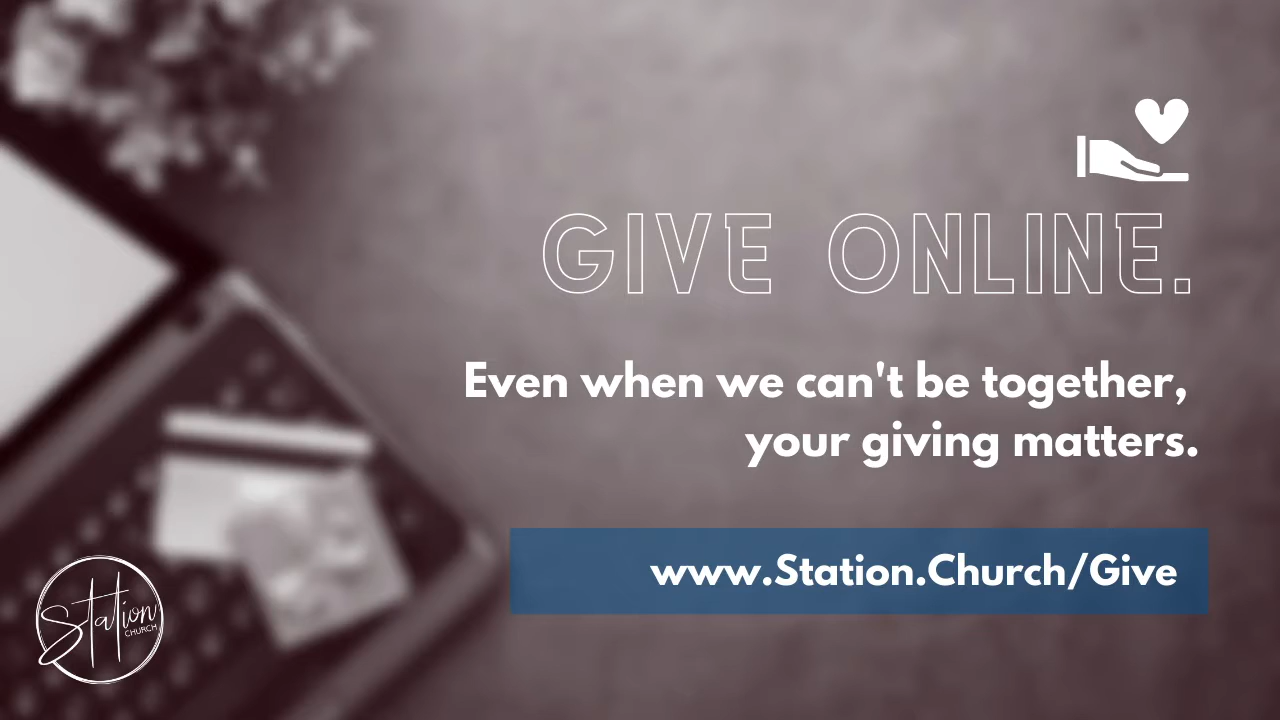 GIVE ONLINE.
Even when we can't be together,
your giving matters.
www.Station.Church/Give
Station
CHURCH